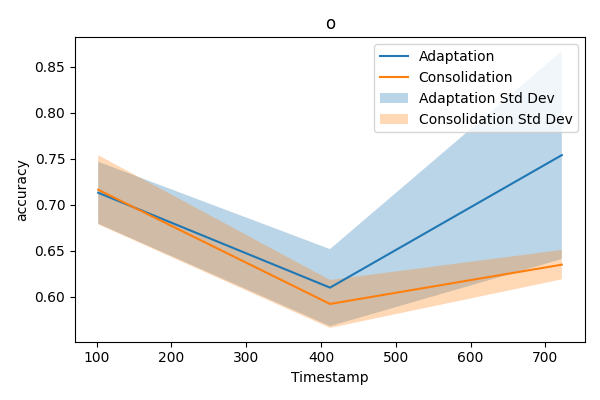 o
Adaptation
Consolidation
Adaptation Std Dev
Consolidation Std Dev
accuracy
0.85
0.80
0.75
0.70
0.65
0.60
100 200 300 400 500 600 700
Timestamp